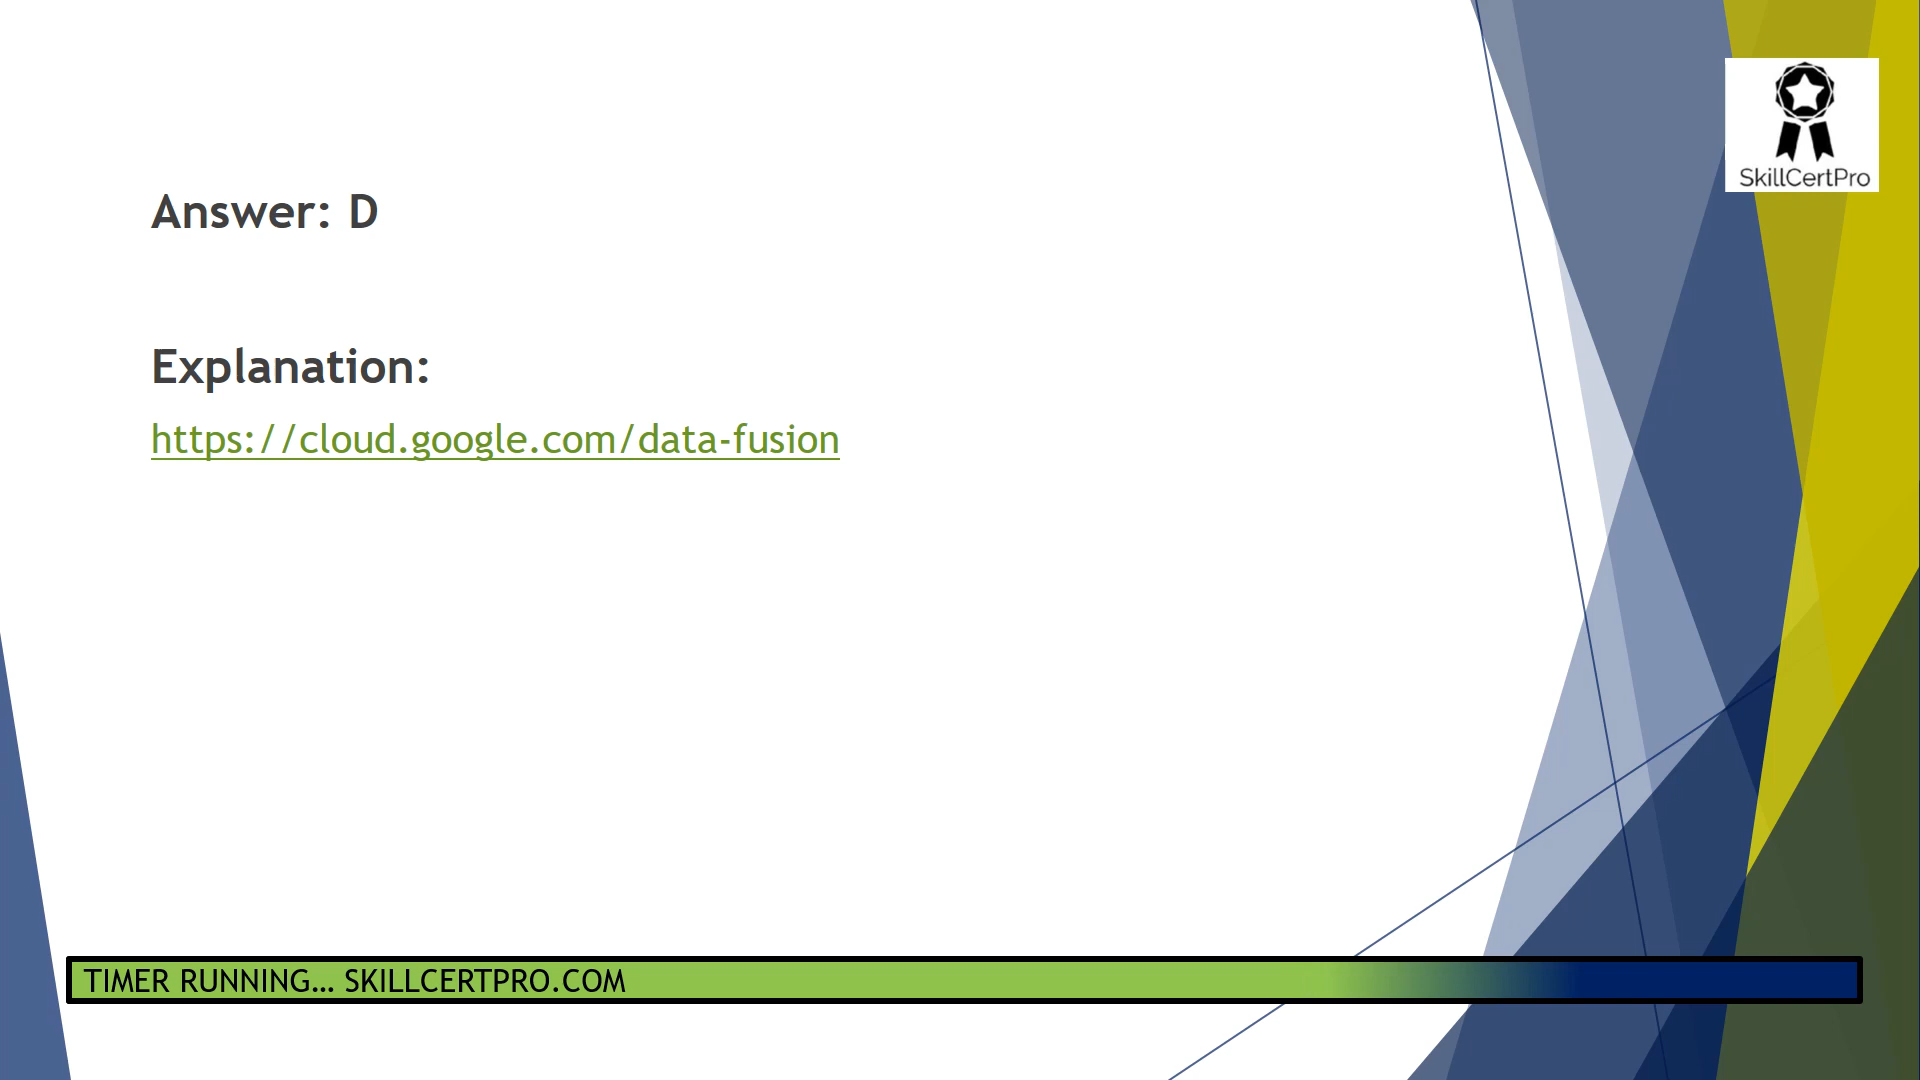 SkillCertPro
Answer: D
Explanation:
https://cloud.google.com/data-fusion
TIMER RUNNING... SKILLCERTPRO.COM